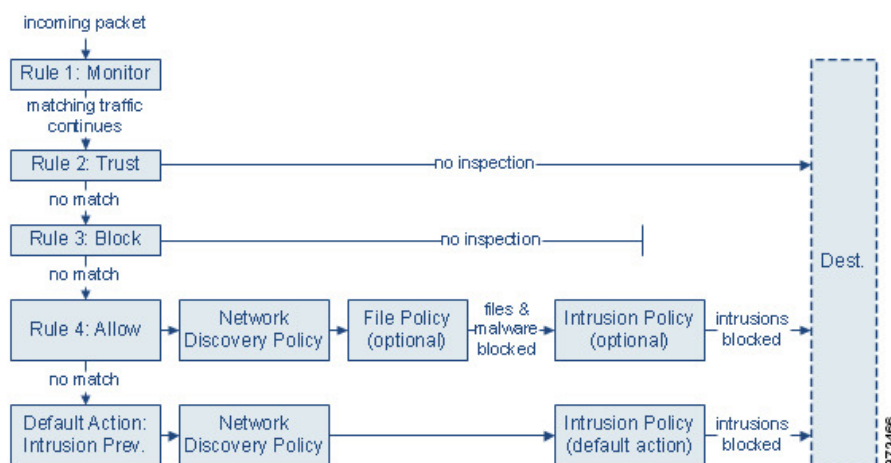 incoming packet
Rule 1: Monitor
matching traffic
continues
Rule 2: Trust
no inspection
no match
Rule 3: Block
no inspection
no match
Rule 4: Allow
Network
Discovery Policy
File Policy
(optional)
files &
malware
blocked
Intrusion Policy
(optional)
intrusions
blocked
no match
Default Action:
Intrusion Prev.
Network
Discovery Policy
Intrusion Policy
(default action)
intrusions
blocked
Dest.